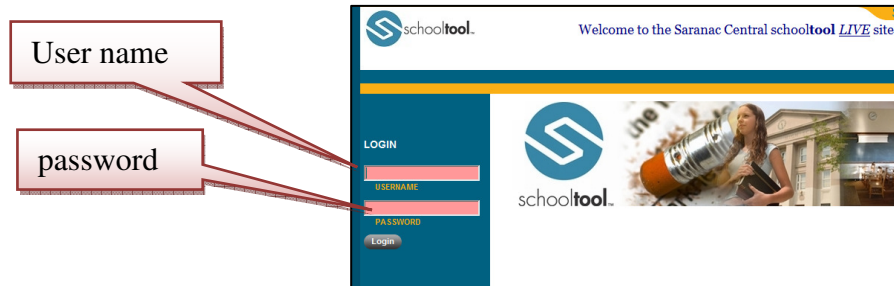 User name
password
schooltool
Welcome to the Saranac Central schooltool LIVE site
LOGIN
USERNAME
PASSWORD
Login
schooltool